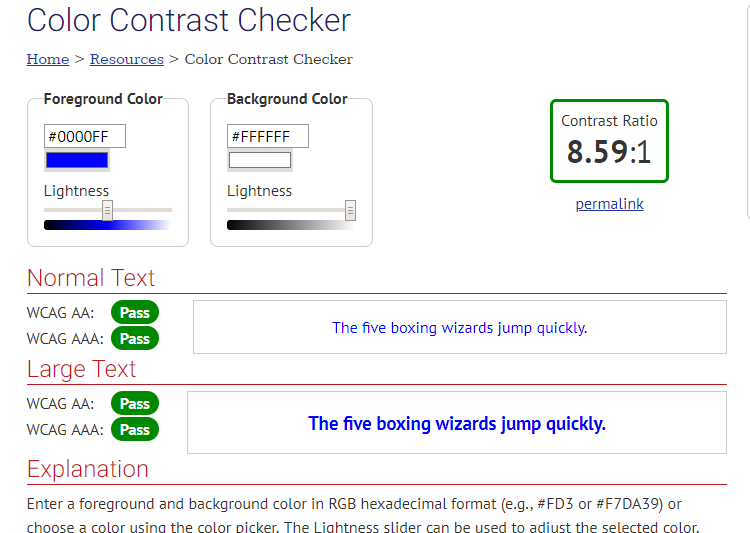 Color Contrast Checker
Home > Resources > Color Contrast Checker
Foreground Color
#0000FF
Lightness
Background Color
#FFFFFF
Lightness
Contrast Ratio
8.59:1
permalink
Normal Text
WCAG AA: Pass
WCAG AAA: Pass
The five boxing wizards jump quickly.
Large Text
WCAG AA: Pass
WCAG AAA: Pass
The five boxing wizards jump quickly.
Explanation
Enter a foreground and background color in RGB hexadecimal format (e.g., #FD3 or #F7DA39) or
choose a color using the color picker. The Lightness slider can be used to adjust the selected color.